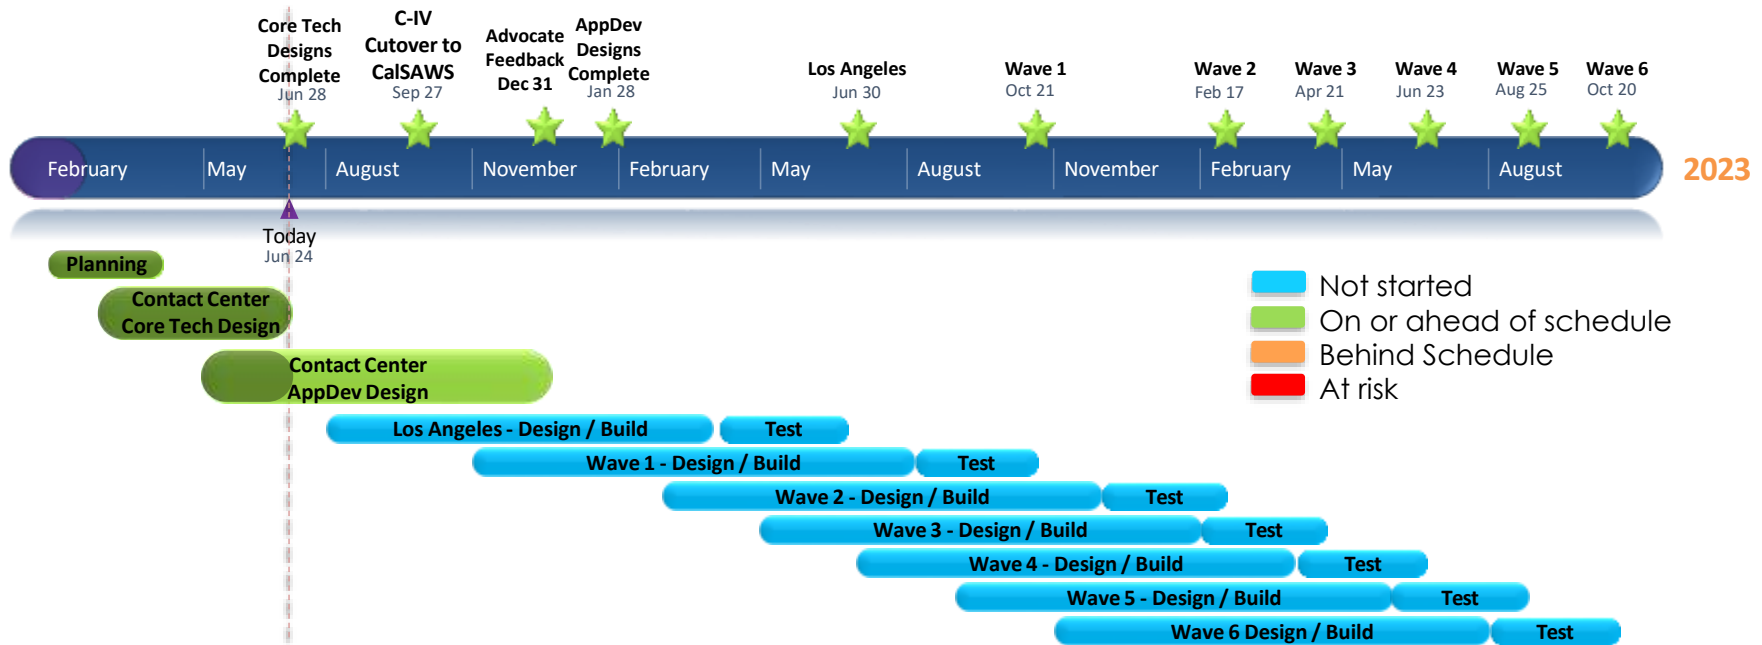 Core Tech
Designs
Complete
Jun 28
C-IV
Cutover to
CalSAWS
Sep 27
Advocate
Feedback
Dec 31
AppDev
Designs
Complete
Jan 28
Los Angeles
Jun 30
Wave 1
Oct 21
Wave 2
Feb 17
Wave 3
Apr 21
Wave 4
Jun 23
Wave 5
Aug 25
Wave 6
Oct 20
February
May
August
November
February
May
August
November
February
May
August
2023
Today
Jun 24
Planning
Contact Center
Core Tech Design
Contact Center
AppDev Design
Not started
On or ahead of schedule
Behind Schedule
At risk
Los Angeles - Design / Build
Test
Wave 1 - Design / Build
Test
Wave 2 - Design / Build
Test
Wave 3 - Design / Build
Test
Wave 4 - Design / Build
Test
Wave 5 - Design / Build
Test
Wave 6 Design / Build
Test